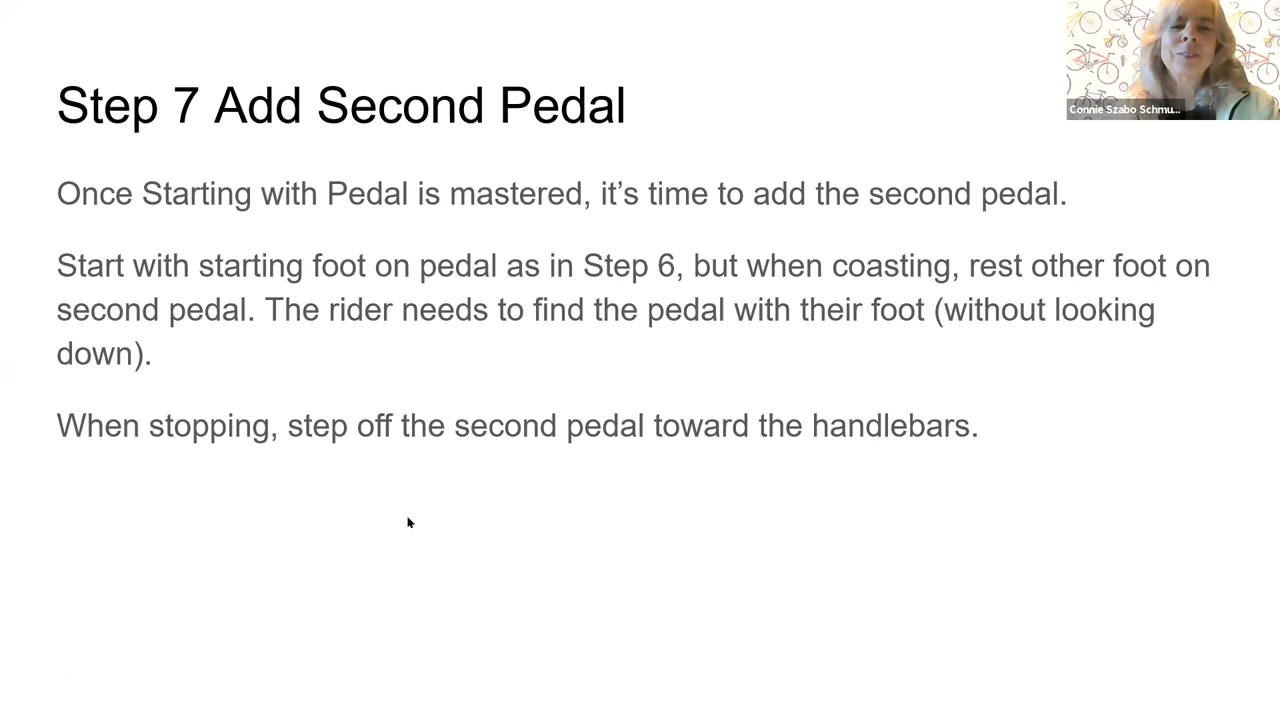 Connie Szabo Schmu...
Step 7 Add Second Pedal
Once Starting with Pedal is mastered, it’s time to add the second pedal.
Start with starting foot on pedal as in Step 6, but when coasting, rest other foot on
second pedal. The rider needs to find the pedal with their foot (without looking
down).
When stopping, step off the second pedal toward the handlebars.